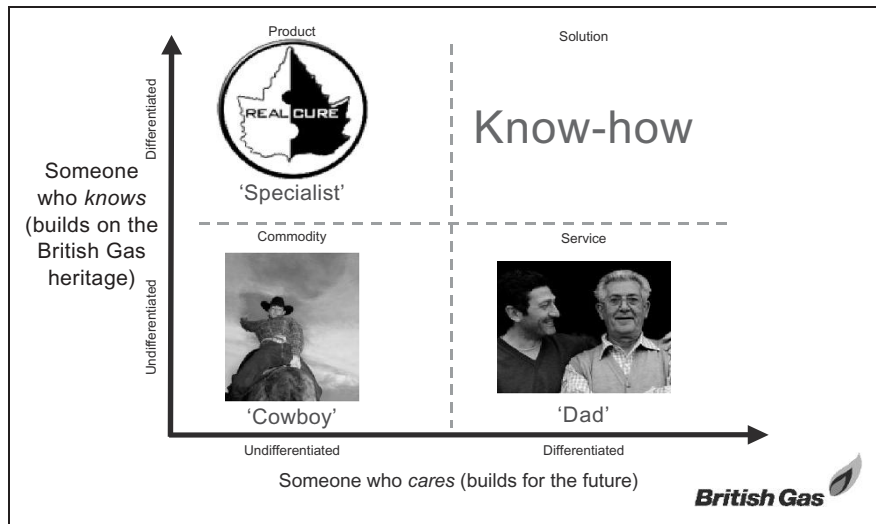 Product
Solution
REAL CURE
Know-how
'Specialist'
Differentiated
Someone
who knows
(builds on the
British Gas
heritage)
Commodity
Service
Undifferentiated
'Cowboy'
'Dad'
Undifferentiated
Differentiated
Someone who cares (builds for the future)
British Gas